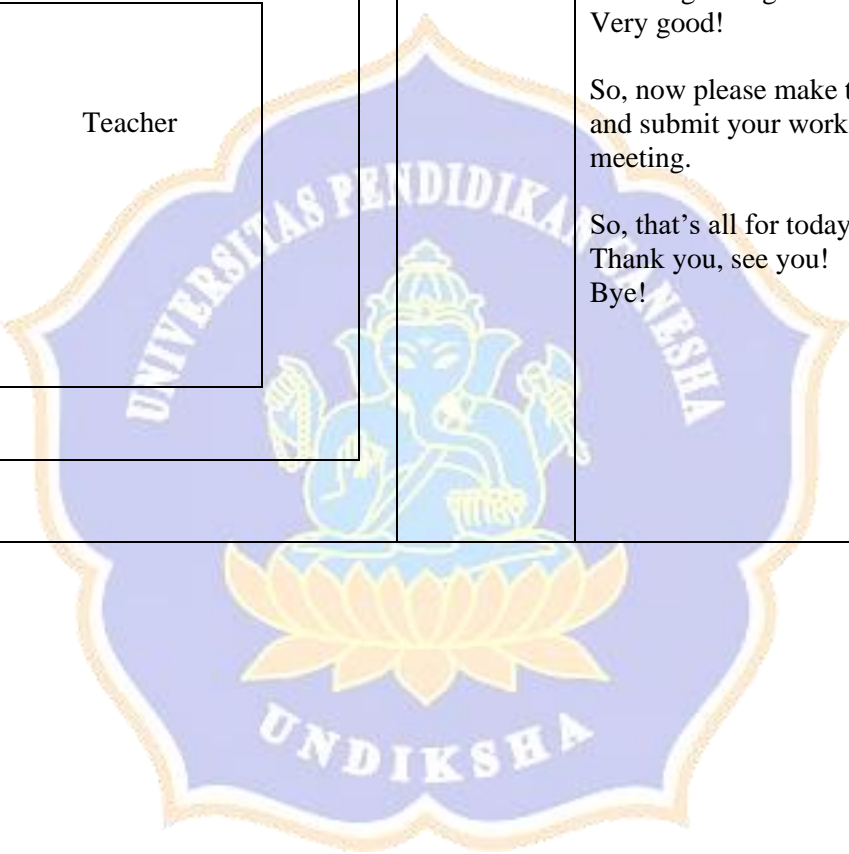 Very good!
Teacher
So, now please make t
and submit your work
meeting.
So, that’s all for today
Thank you, see you!
Bye!
UNIVERSITAS PENDIDIKAN GANESHA
UNDIKSHA